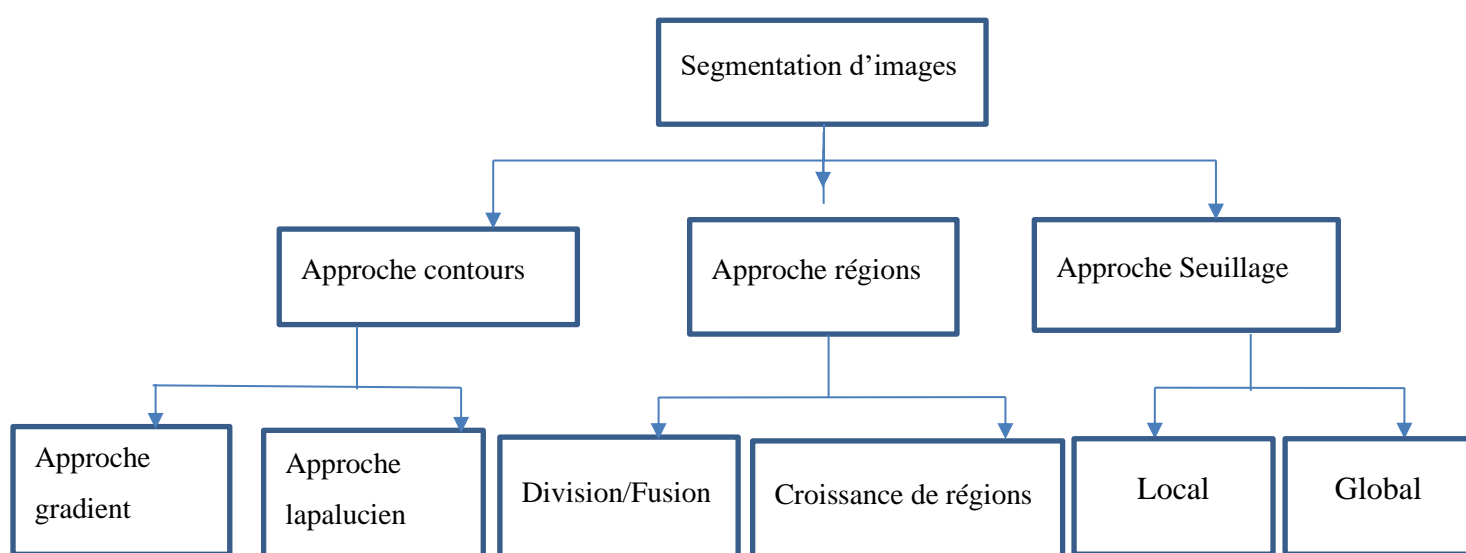 Segmentation d’images
Approche contours
Approche régions
Approche Seuillage
Approche
gradient
Approche
lapalucien
Division/Fusion
Croissance de régions
Local
Global